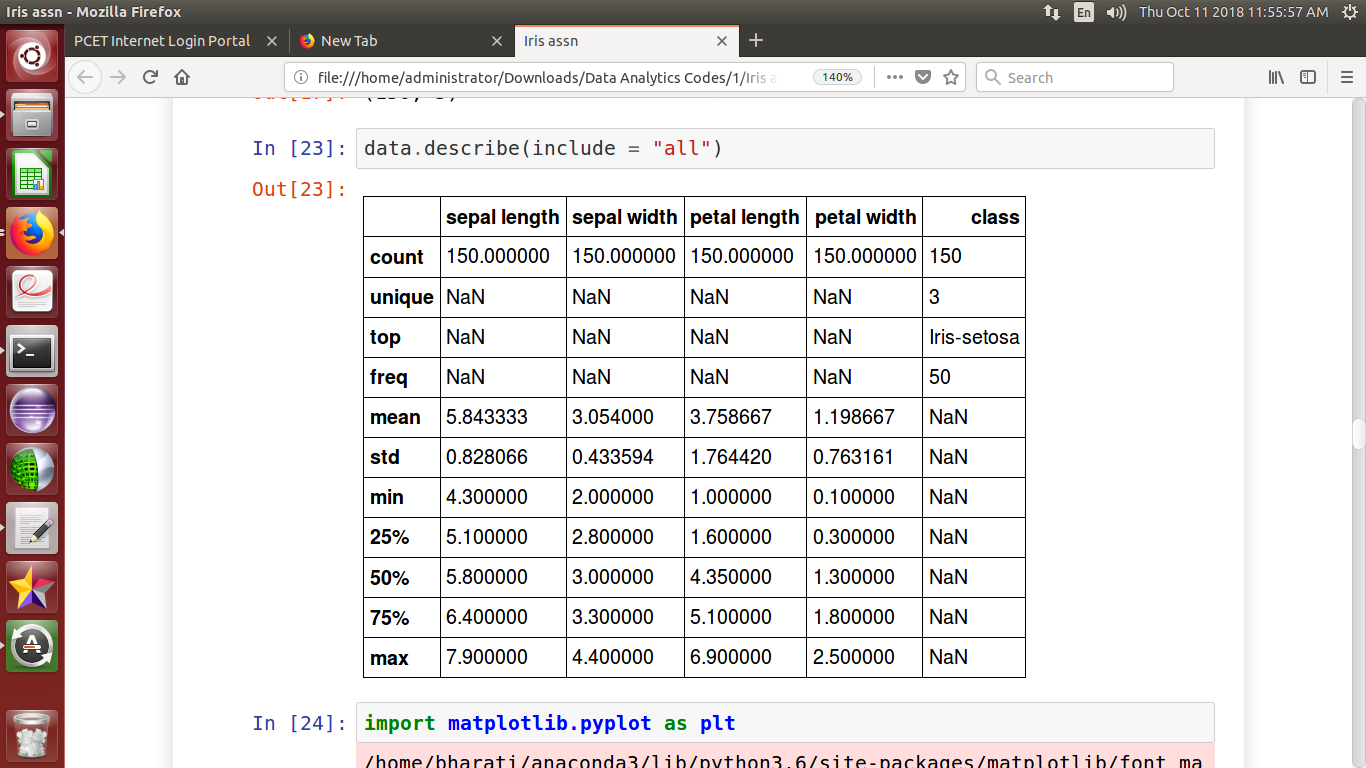 Iris assn - Mozilla Firefox En Thu Oct 11 2018 11:55:57 AM
PCET Internet Login Portal New Tab Iris assn
file:///home/administrator/Downloads/Data Analytics Codes/1/Iris a 140% Search
In [23]: data.describe(include = "all")
Out[23]:
sepal length sepal width petal length petal width class
count 150.000000 150.000000 150.000000 150.000000 150
unique NaN NaN NaN NaN 3
top NaN NaN NaN NaN Iris-setosa
freq NaN NaN NaN NaN 50
mean 5.843333 3.054000 3.758667 1.198667 NaN
std 0.828066 0.433594 1.764420 0.763161 NaN
min 4.300000 2.000000 1.000000 0.100000 NaN
25% 5.100000 2.800000 1.600000 0.300000 NaN
50% 5.800000 3.000000 4.350000 1.300000 NaN
75% 6.400000 3.300000 5.100000 1.800000 NaN
max 7.900000 4.400000 6.900000 2.500000 NaN
In [24]: import matplotlib.pyplot as plt
/home/bharati/anaconda3/lib/python3.6/site-packages/matplotlib/font_ma